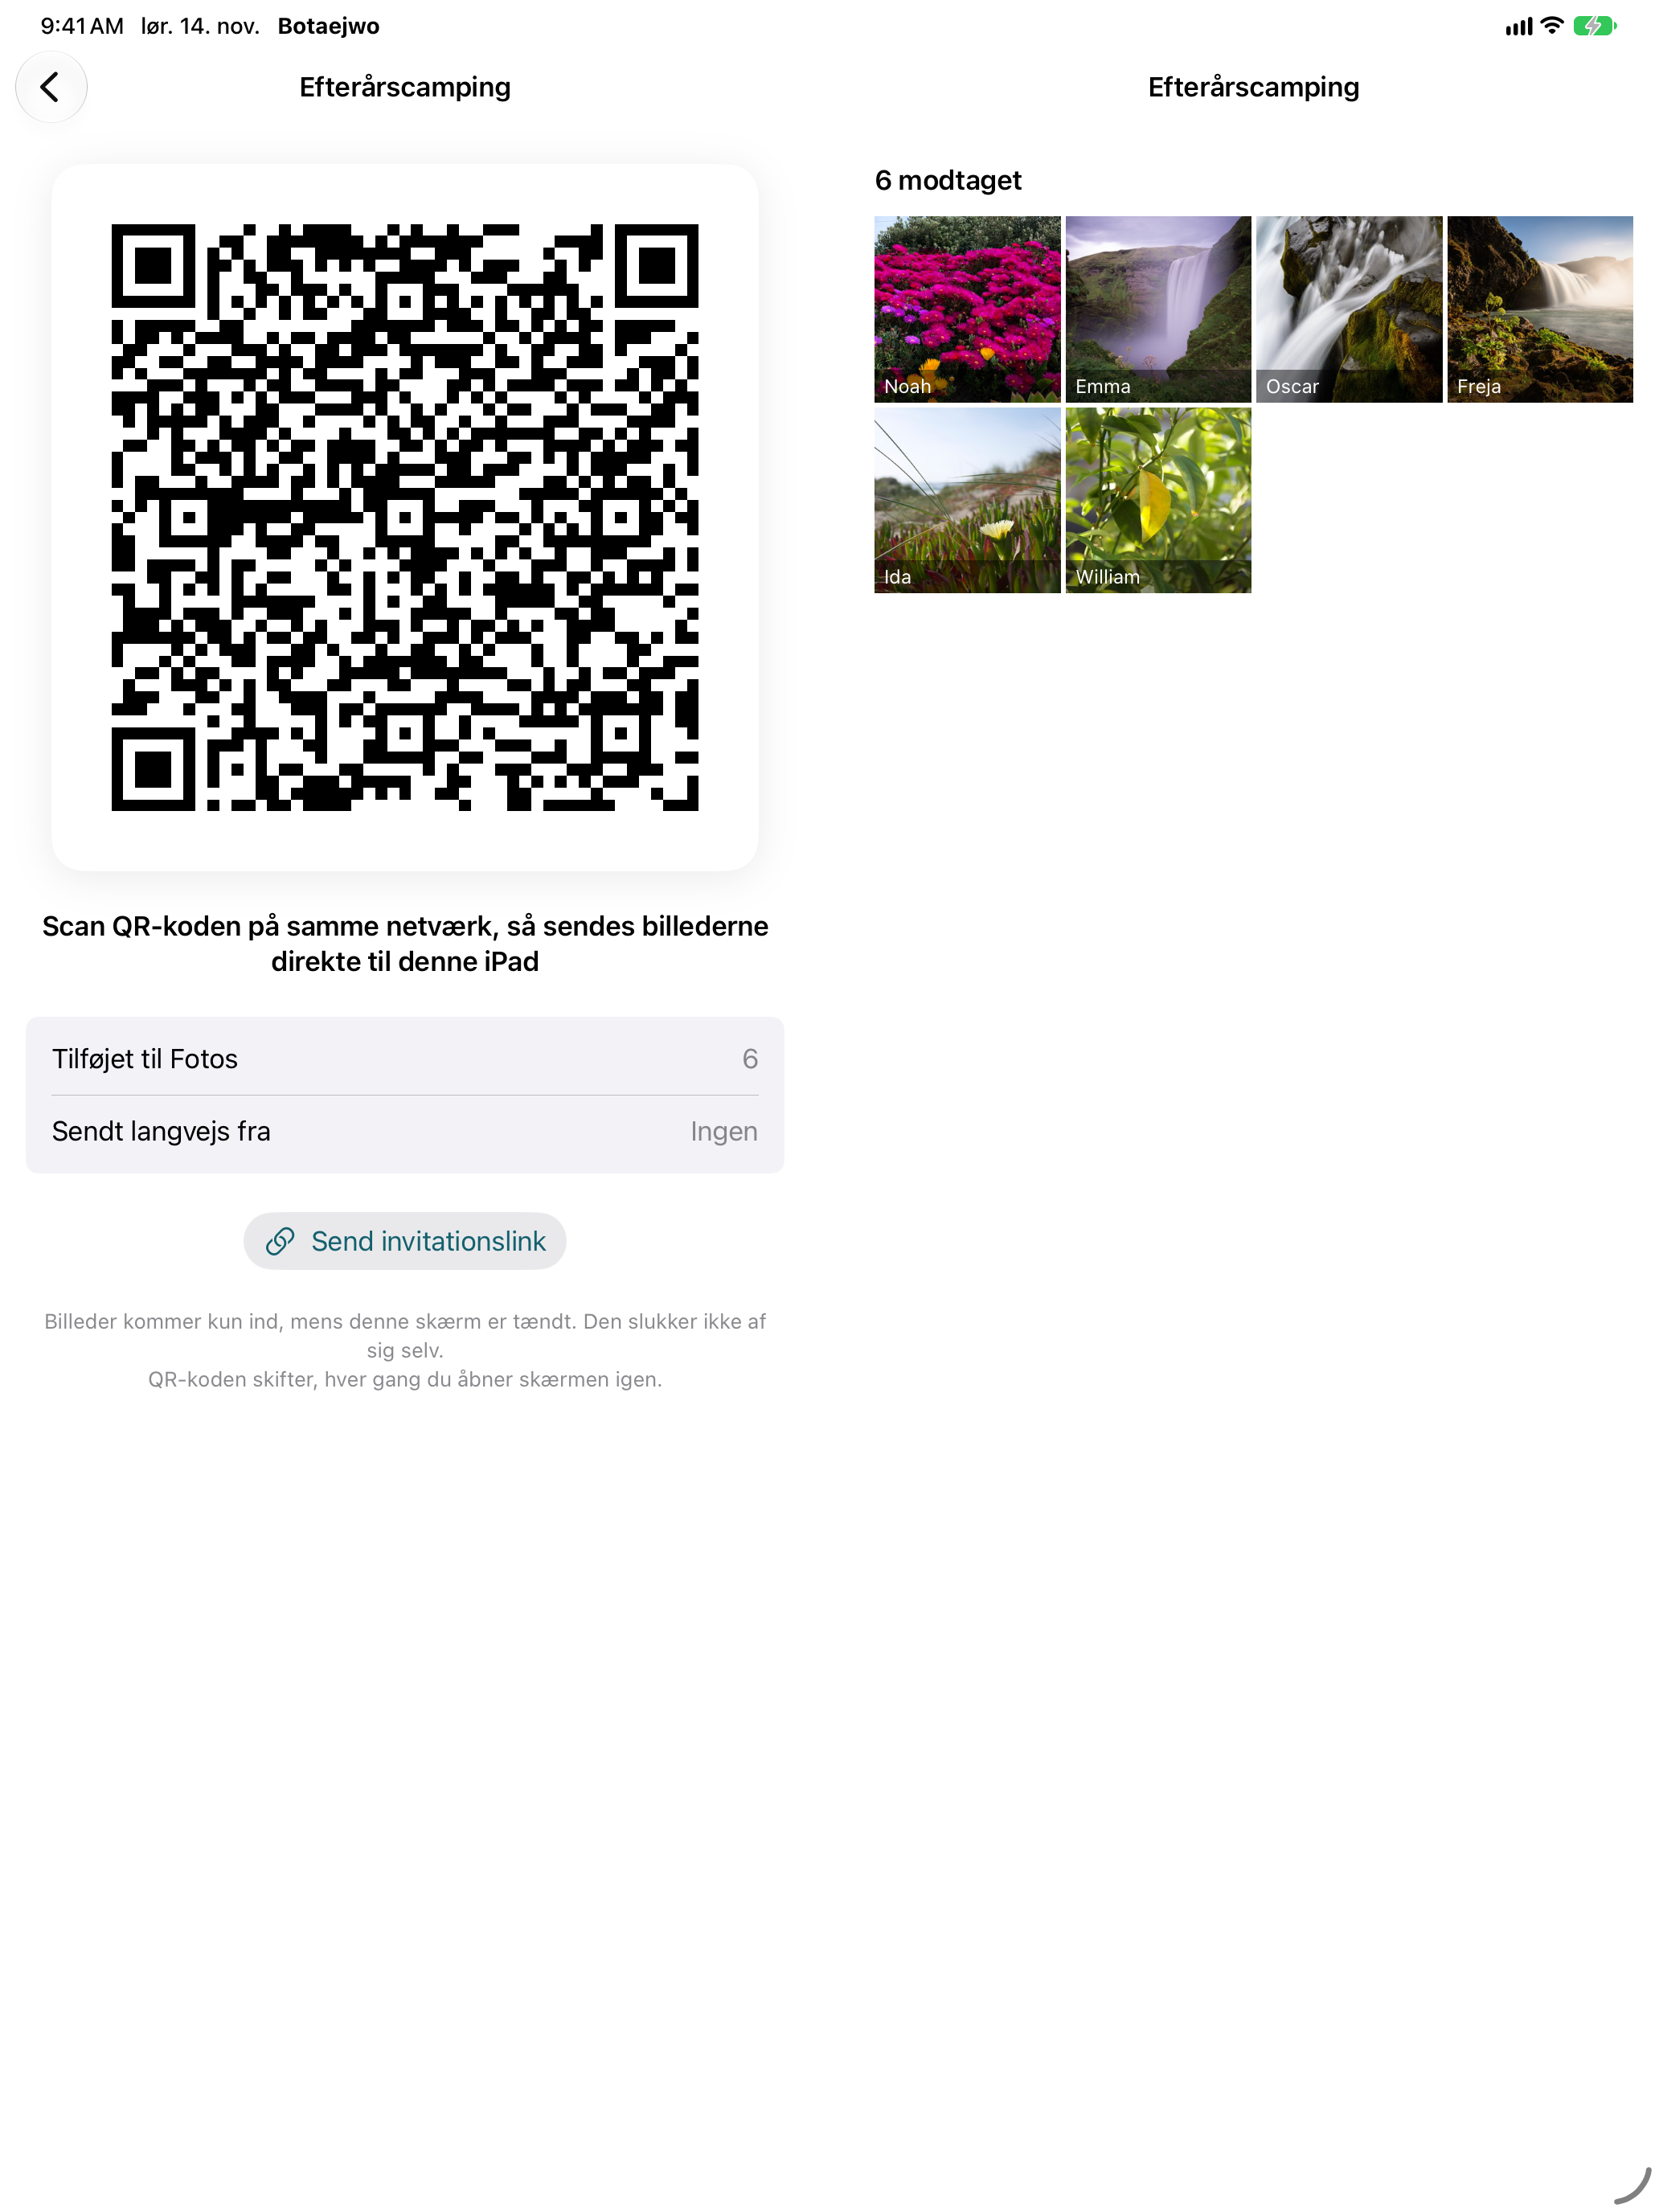 9:41 AM lør. 14. nov. Botaejwo
Efterårscamping
Scan QR-koden på samme netværk, så sendes billederne
direkte til denne iPad
Tilføjet til Fotos 6
Sendt langvejs fra Ingen
Send invitationslink
Billeder kommer kun ind, mens denne skærm er tændt. Den slukker ikke af
sig selv.
QR-koden skifter, hver gang du åbner skærmen igen.
Efterårscamping
6 modtaget
Noah
Emma
Oscar
Freja
Ida
William